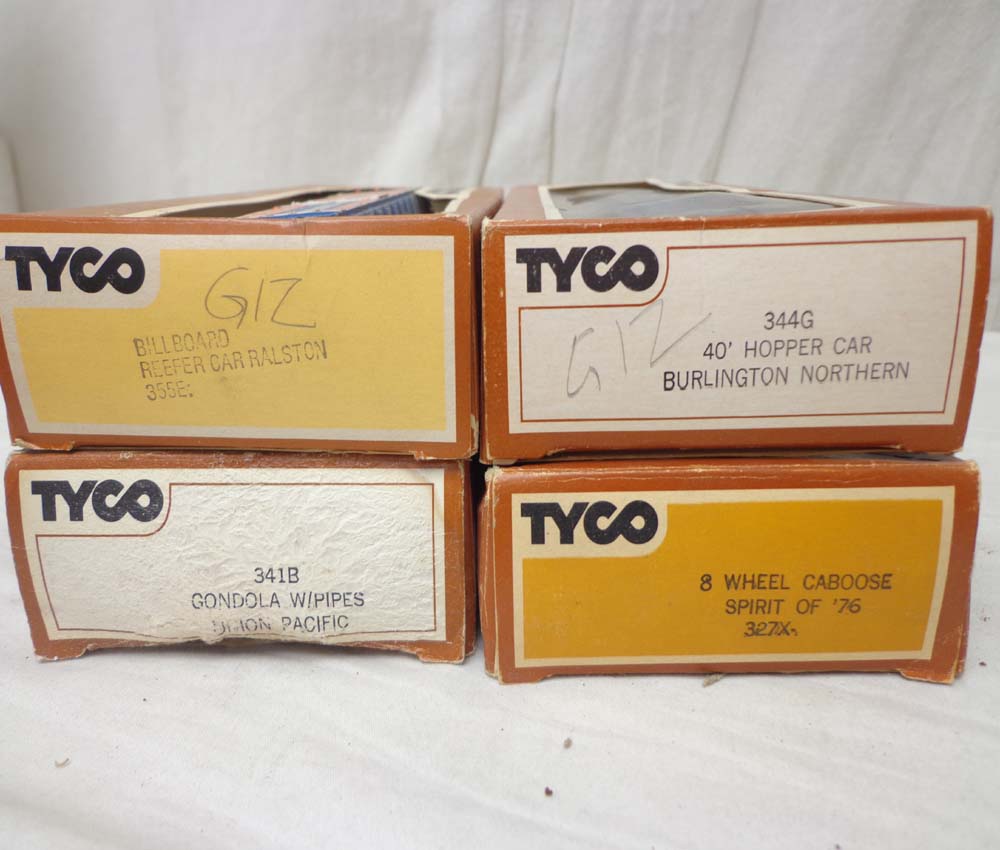 TYCO
G12
BILLBOARD
REEFER CAR RALSTON
355E:
TYCO
G12
344G
40' HOPPER CAR
BURLINGTON NORTHERN
TYCO
341B
GONDOLA W/PIPES
UNION PACIFIC
TYCO
8 WHEEL CABOOSE
SPIRIT OF '76
327X.